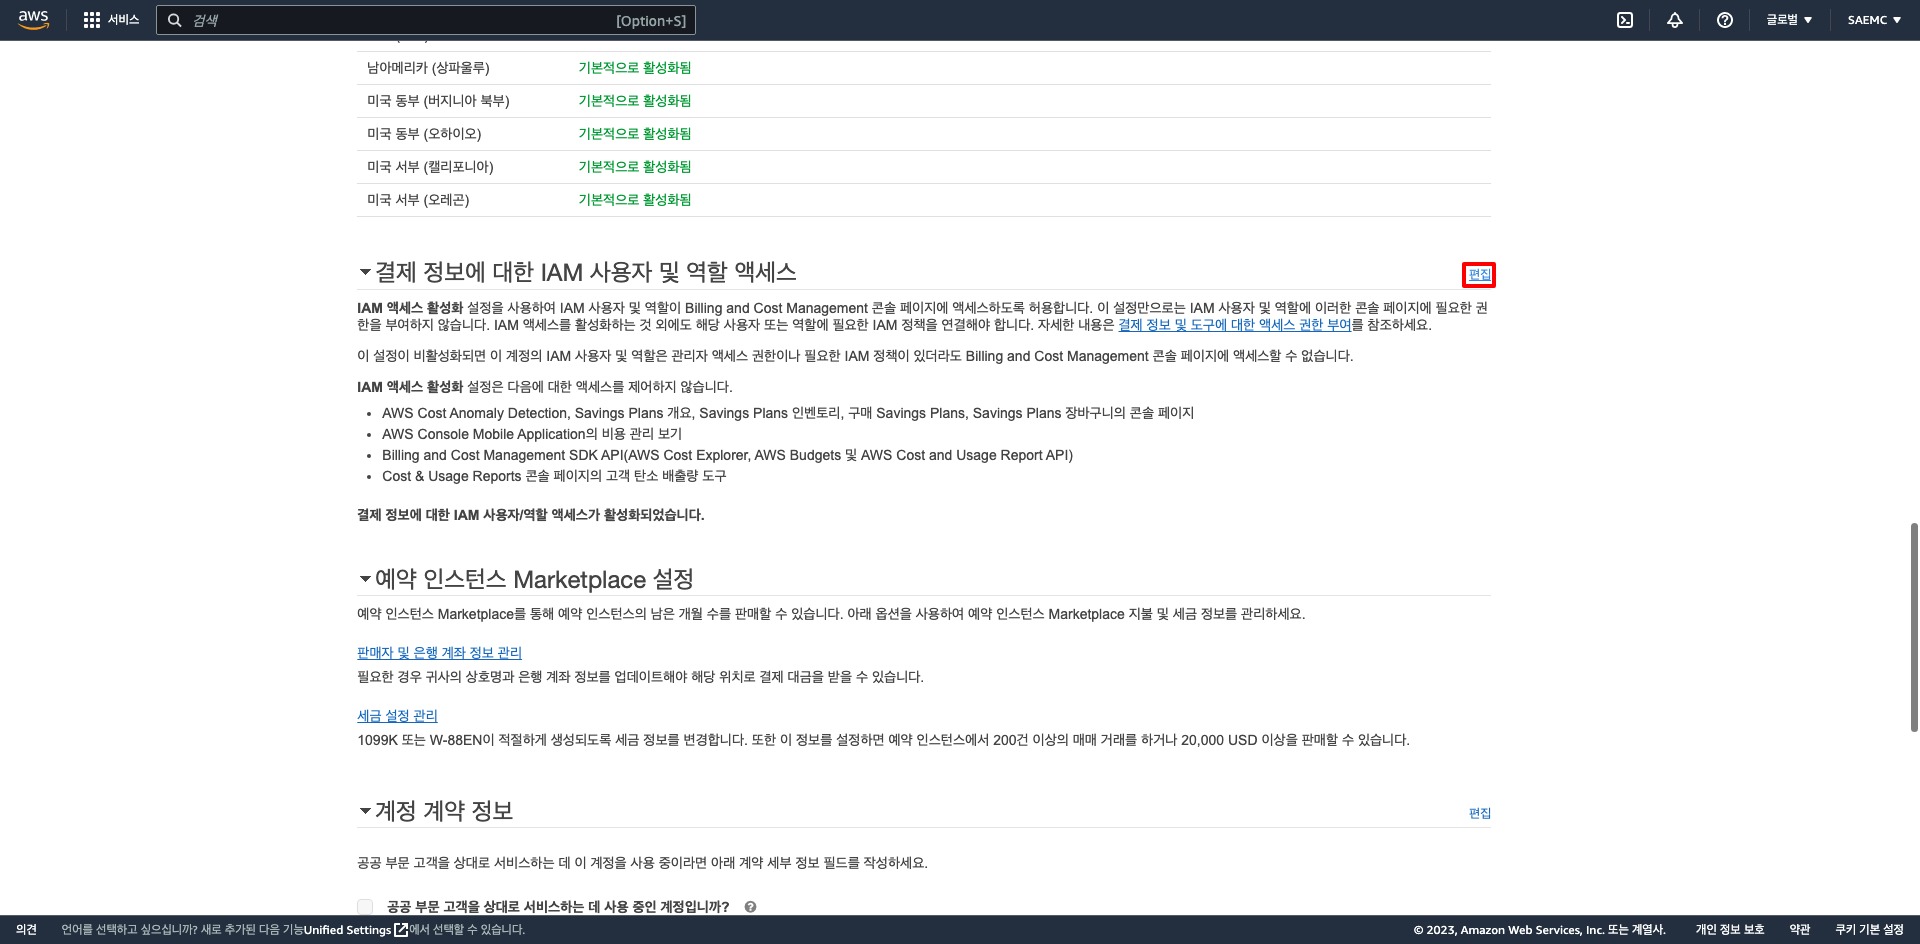 aws
서비스
검색
[Option+S]
글로벌
SAEMC
남아메리카 (상파울루) 기본적으로 활성화됨
미국 동부 (버지니아 북부) 기본적으로 활성화됨
미국 동부 (오하이오) 기본적으로 활성화됨
미국 서부 (캘리포니아) 기본적으로 활성화됨
미국 서부 (오레곤) 기본적으로 활성화됨
결제 정보에 대한 IAM 사용자 및 역할 액세스 편집
IAM 액세스 활성화 설정을 사용하여 IAM 사용자 및 역할이 Billing and Cost Management 콘솔 페이지에 액세스하도록 허용합니다. 이 설정만으로는 IAM 사용자 및 역할에 이러한 콘솔 페이지에 필요한 권
한을 부여하지 않습니다. IAM 액세스를 활성화하는 것 외에도 해당 사용자 또는 역할에 필요한 IAM 정책을 연결해야 합니다. 자세한 내용은 결제 정보 및 도구에 대한 액세스 권한 부여를 참조하세요.
이 설정이 비활성화되면 이 계정의 IAM 사용자 및 역할은 관리자 액세스 권한이나 필요한 IAM 정책이 있더라도 Billing and Cost Management 콘솔 페이지에 액세스할 수 없습니다.
IAM 액세스 활성화 설정은 다음에 대한 액세스를 제어하지 않습니다.
• AWS Cost Anomaly Detection, Savings Plans 개요, Savings Plans 인벤토리, 구매 Savings Plans, Savings Plans 장바구니의 콘솔 페이지
• AWS Console Mobile Application의 비용 관리 보기
• Billing and Cost Management SDK API(AWS Cost Explorer, AWS Budgets 및 AWS Cost and Usage Report API)
• Cost & Usage Reports 콘솔 페이지의 고객 탄소 배출량 도구
결제 정보에 대한 IAM 사용자/역할 액세스가 활성화되었습니다.
예약 인스턴스 Marketplace 설정
예약 인스턴스 Marketplace를 통해 예약 인스턴스의 남은 개월 수를 판매할 수 있습니다. 아래 옵션을 사용하여 예약 인스턴스 Marketplace 지불 및 세금 정보를 관리하세요.
판매자 및 은행 계좌 정보 관리
필요한 경우 귀사의 상호명과 은행 계좌 정보를 업데이트해야 해당 위치로 결제 대금을 받을 수 있습니다.
세금 설정 관리
1099K 또는 W-88EN이 적절하게 생성되도록 세금 정보를 변경합니다. 또한 이 정보를 설정하면 예약 인스턴스에서 200건 이상의 매매 거래를 하거나 20,000 USD 이상을 판매할 수 있습니다.
계정 계약 정보 편집
공공 부문 고객을 상대로 서비스하는 데 이 계정을 사용 중이라면 아래 계약 세부 정보 필드를 작성하세요.
공공 부문 고객을 상대로 서비스하는 데 사용 중인 계정입니까?
의견 언어를 선택하고 싶으십니까? 새로 추가된 다음 기능Unified Settings에서 선택할 수 있습니다. © 2023, Amazon Web Services, Inc. 또는 계열사. 개인 정보 보호 약관 쿠키 기본 설정